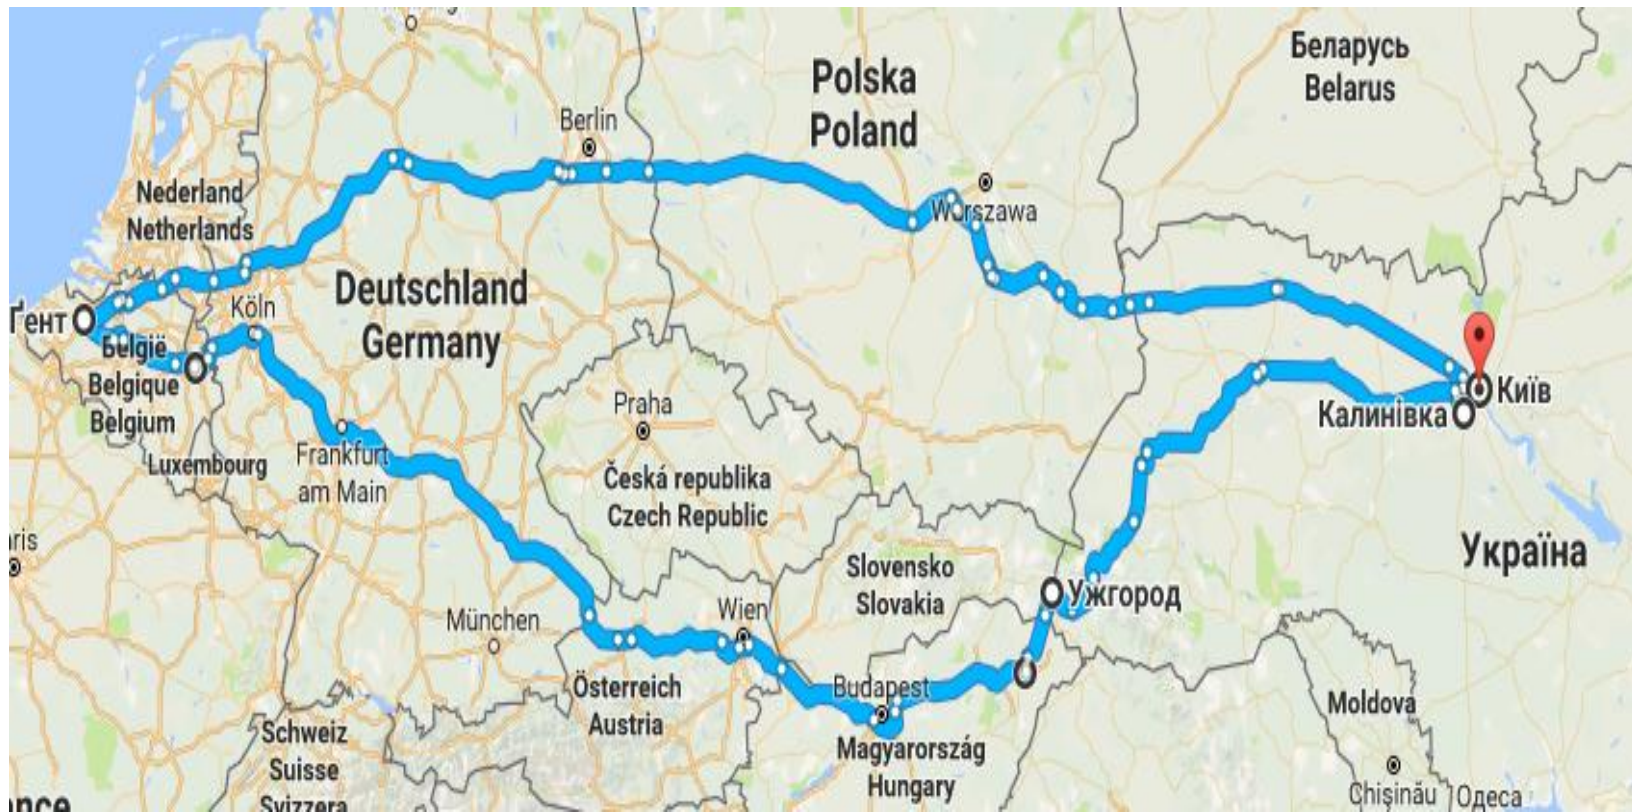 Беларусь
Belarus
Polska
Poland
Berlin
Nederland
Netherlands
Warszawa
Deutschland
Germany
Köln
Гент
België
Belgique
Belgium
Київ
Калинівка
Praha
Luxembourg
Frankfurt
am Main
Česká republika
Czech Republic
Україна
Slovensko
Slovakia
Ужгород
Wien
München
Österreich
Austria
Budapest
Magyarország
Hungary
Moldova
Schweiz
Suisse
Svizzera
Chișinău
Одеса